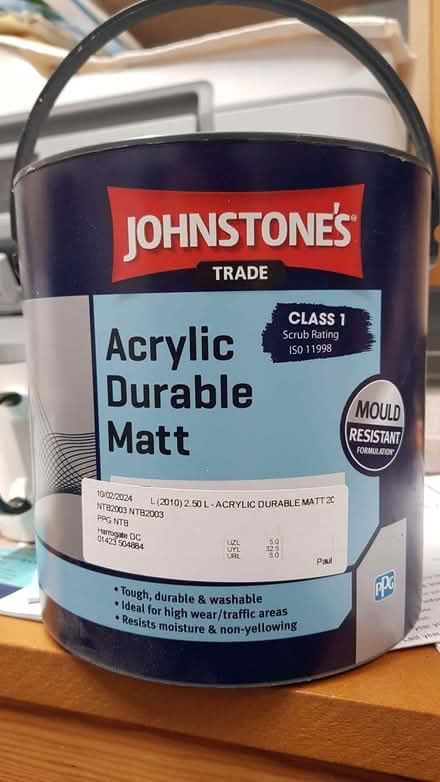 JOHNSTONE'S®
TRADE
CLASS 1
Scrub Rating
ISO 11998
Acrylic
Durable
Matt
MOULD
RESISTANT
FORMULATION*
10/02/2024 L (2010) 2.50 L - ACRYLIC DURABLE MATT 20
NTB2003 NTB2003
PPG NTB
Harrogate DC
01423 504884
UZL 5.0
UYL 32.5
URL 5.0
Paul
• Tough, durable & washable
• Ideal for high wear/traffic areas
• Resists moisture & non-yellowing
PPG